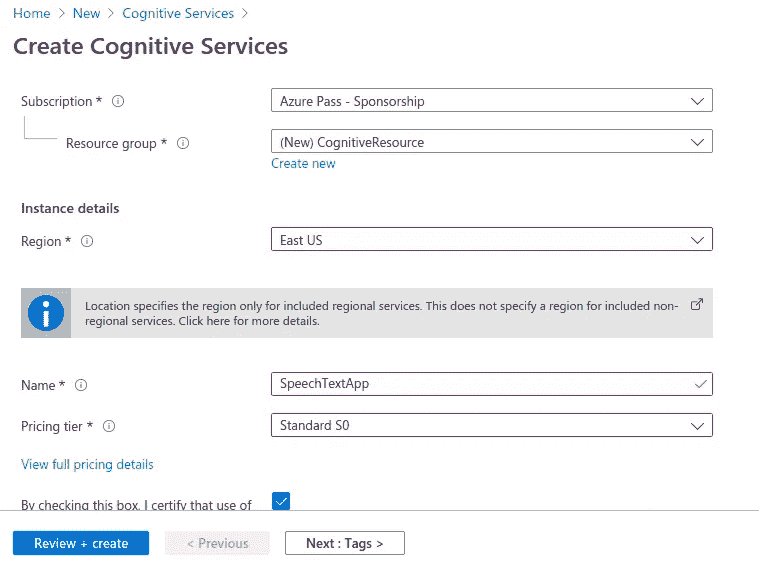 Home > New > Cognitive Services >
Create Cognitive Services
Subscription * Azure Pass - Sponsorship
Resource group * (New) CognitiveResource
Create new
Instance details
Region * East US
Location specifies the region only for included regional services. This does not specify a region for included non-
regional services. Click here for more details.
Name * SpeechTextApp
Pricing tier * Standard S0
View full pricing details
By checking this box, I certify that use of
Review + create < Previous Next : Tags >